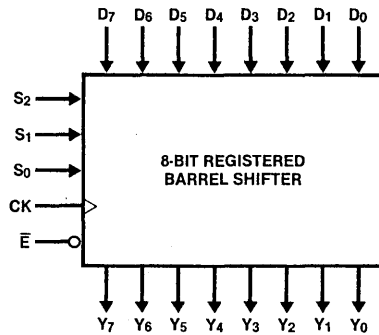 D7 D6 D5 D4 D3 D2 D1 D0
S2
S1
S0
8-BIT REGISTERED
BARREL SHIFTER
CK
E̅
Y7 Y6 Y5 Y4 Y3 Y2 Y1 Y0